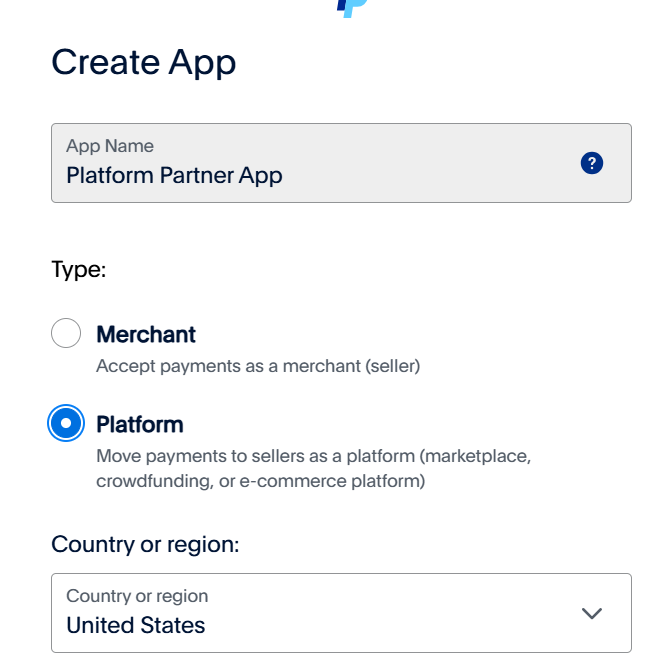 Create App
App Name
Platform Partner App
?
Type:
Merchant
Accept payments as a merchant (seller)
Platform
Move payments to sellers as a platform (marketplace,
crowdfunding, or e-commerce platform)
Country or region:
Country or region
United States